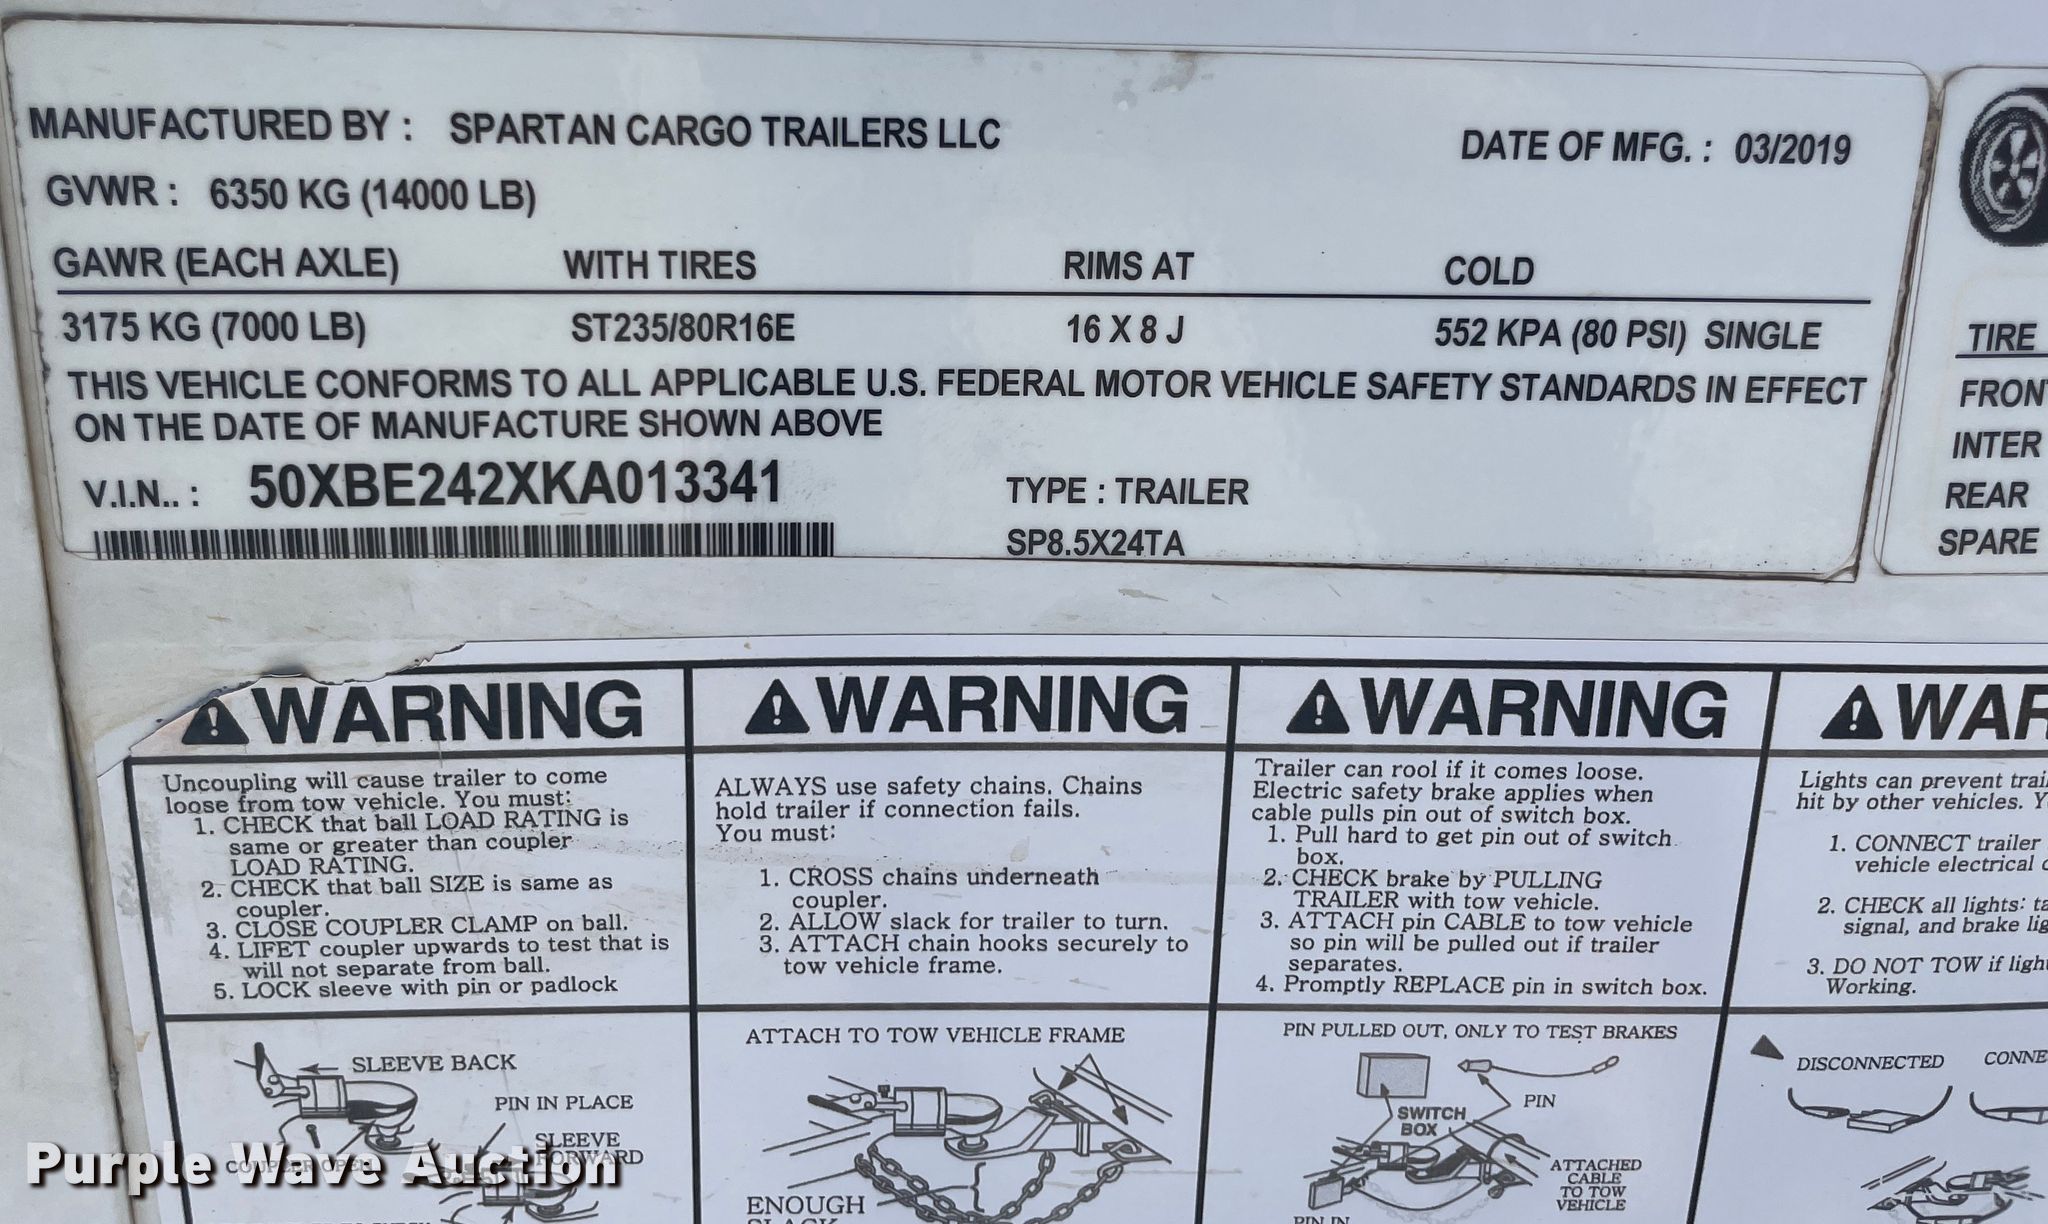 MANUFACTURED BY : SPARTAN CARGO TRAILERS LLC DATE OF MFG. : 03/2019
GVWR : 6350 KG (14000 LB)
GAWR (EACH AXLE) WITH TIRES RIMS AT COLD
3175 KG (7000 LB) ST235/80R16E 16 X 8 J 552 KPA (80 PSI) SINGLE
THIS VEHICLE CONFORMS TO ALL APPLICABLE U.S. FEDERAL MOTOR VEHICLE SAFETY STANDARDS IN EFFECT
ON THE DATE OF MANUFACTURE SHOWN ABOVE
V.I.N.. : 50XBE242XKA013341 TYPE : TRAILER
SP8.5X24TA
TIRE
FRONT
INTER
REAR
SPARE
WARNING
Uncoupling will cause trailer to come
loose from tow vehicle. You must:
1. CHECK that ball LOAD RATING is
same or greater than coupler
LOAD RATING.
2. CHECK that ball SIZE is same as
coupler.
3. CLOSE COUPLER CLAMP on ball.
4. LIFET coupler upwards to test that is
will not separate from ball.
5. LOCK sleeve with pin or padlock
SLEEVE BACK
PIN IN PLACE
SLEEVE
FORWARD
COUPLER OPEN
WARNING
ALWAYS use safety chains. Chains
hold trailer if connection fails.
You must:
1. CROSS chains underneath
coupler.
2. ALLOW slack for trailer to turn.
3. ATTACH chain hooks securely to
tow vehicle frame.
ATTACH TO TOW VEHICLE FRAME
ENOUGH
SLACK
WARNING
Trailer can rool if it comes loose.
Electric safety brake applies when
cable pulls pin out of switch box.
1. Pull hard to get pin out of switch
box.
2. CHECK brake by PULLING
TRAILER with tow vehicle.
3. ATTACH pin CABLE to tow vehicle
so pin will be pulled out if trailer
separates.
4. Promptly REPLACE pin in switch box.
PIN PULLED OUT, ONLY TO TEST BRAKES
SWITCH
BOX
PIN
ATTACHED
CABLE
TO TOW
VEHICLE
PIN IN
WAR
Lights can prevent trail
hit by other vehicles. Y
1. CONNECT trailer
vehicle electrical
2. CHECK all lights: ta
signal, and brake lig
3. DO NOT TOW if light
Working.
DISCONNECTED CONNE
Purple Wave Auction